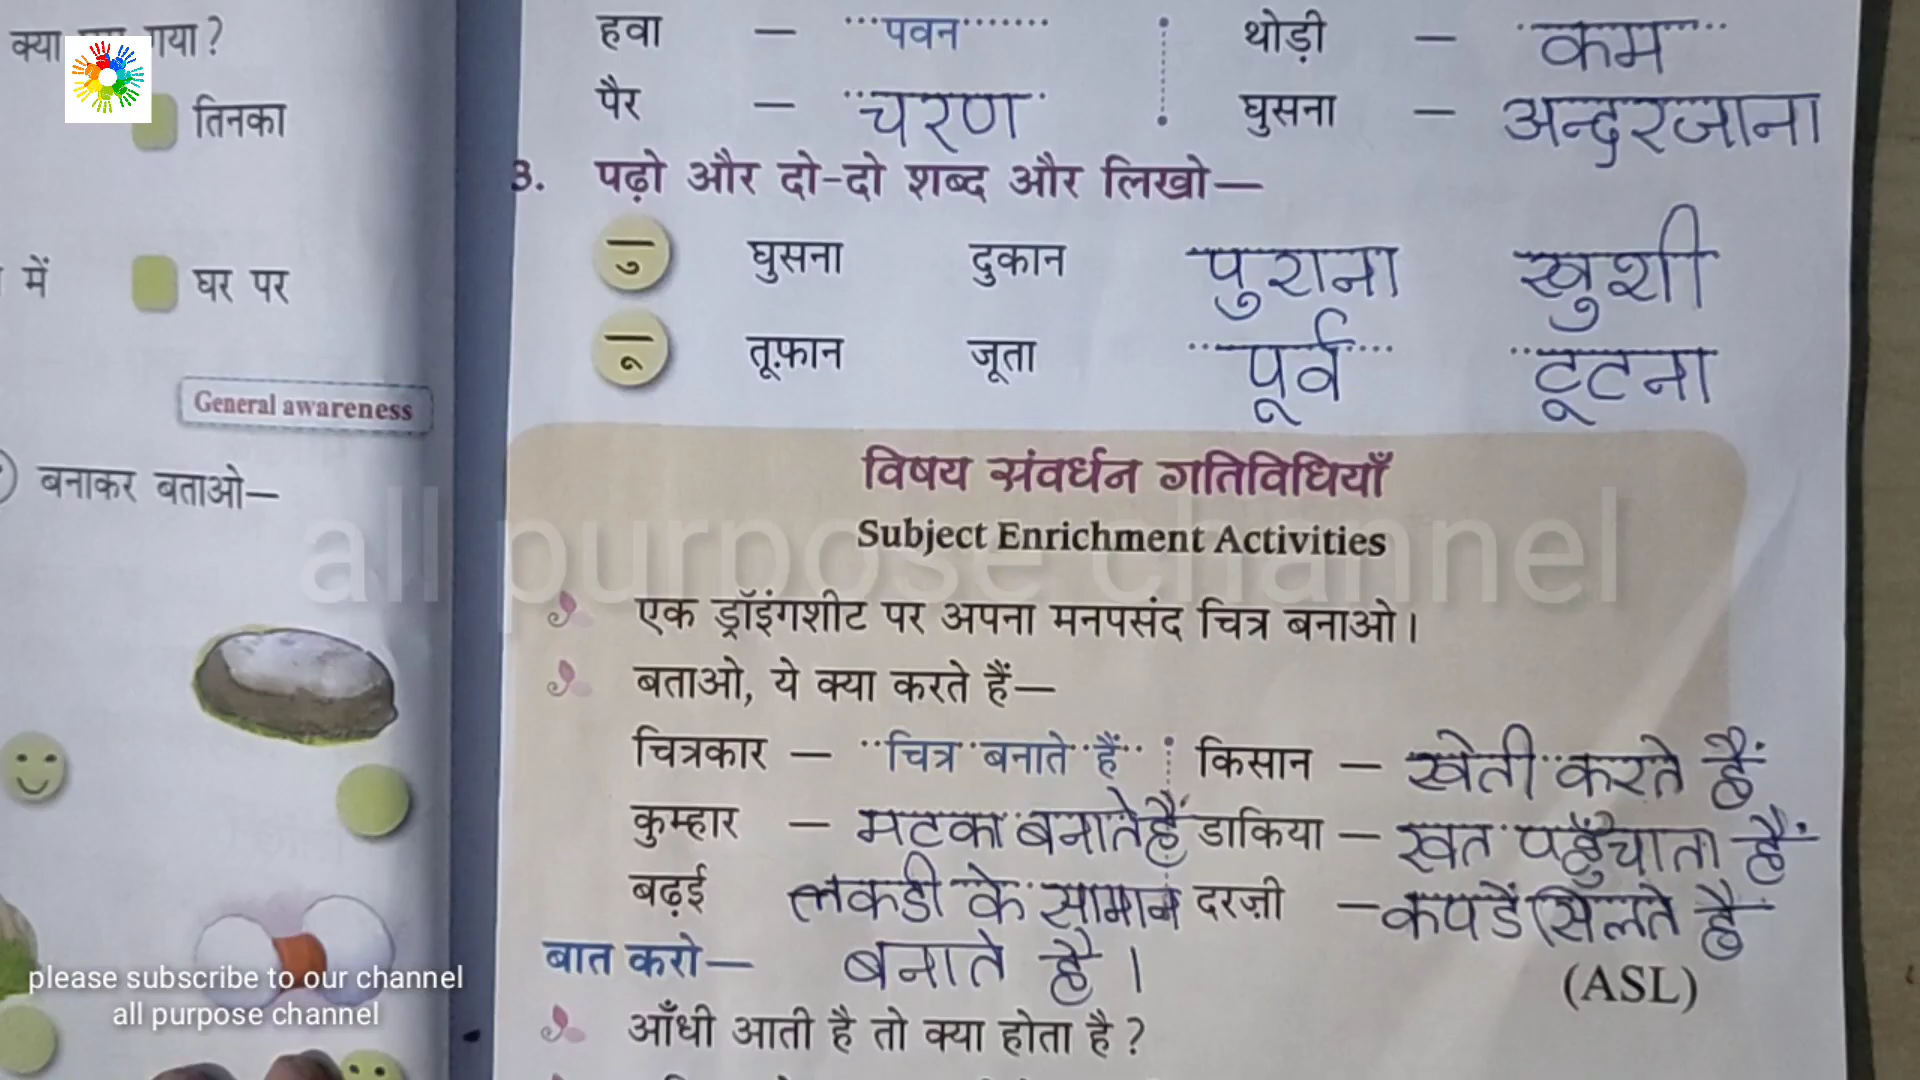 क्या गया?
तिनका
में घर पर
General awareness
बनाकर बताओ—
हवा — पवन थोड़ी — कम
पैर — चरण घुसना — अन्दरजाना
3. पढ़ो और दो-दो शब्द और लिखो—
ु घुसना दुकान पुराना खुशी
ू तूफ़ान जूता पूर्व टूटना
विषय संवर्धन गतिविधियाँ
Subject Enrichment Activities
all purpose channel
एक ड्रॉइंगशीट पर अपना मनपसंद चित्र बनाओ।
बताओ, ये क्या करते हैं—
चित्रकार — चित्र बनाते हैं किसान — खेती करते हैं
कुम्हार — मटका बनातेहैं डाकिया — खत पहुँचाता हैं
बढ़ई लकडी के सामान दरज़ी — कपडें सिलते है
बनाते है।
बात करो— (ASL)
आँधी आती है तो क्या होता है?
please subscribe to our channel
all purpose channel